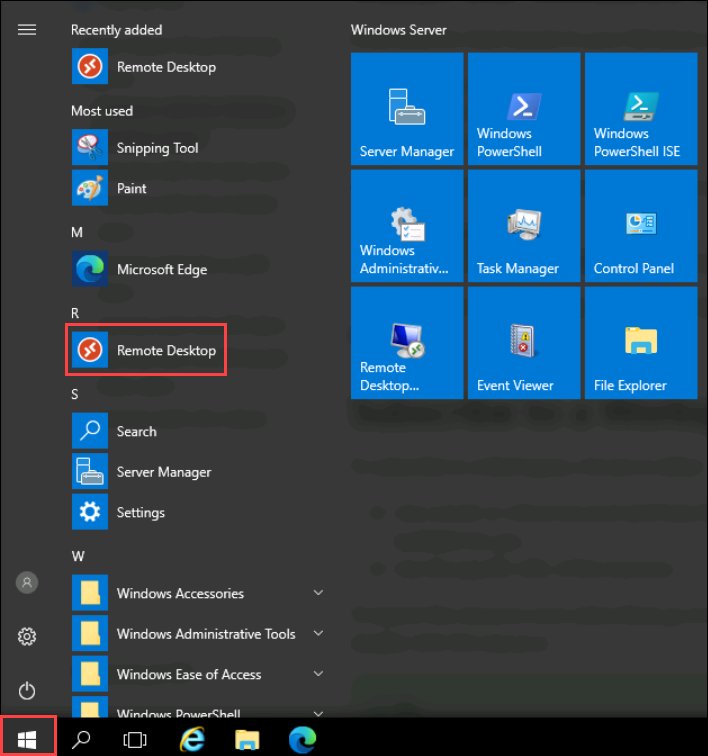 Recently added
Remote Desktop
Most used
Snipping Tool
Paint
M
Microsoft Edge
R
Remote Desktop
S
Search
Server Manager
Settings
W
Windows Accessories
Windows Administrative Tools
Windows Ease of Access
Windows PowerShell
Windows Server
Server Manager
Windows
PowerShell
Windows
PowerShell ISE
Windows
Administrativ...
Task Manager
Control Panel
Remote
Desktop...
Event Viewer
File Explorer